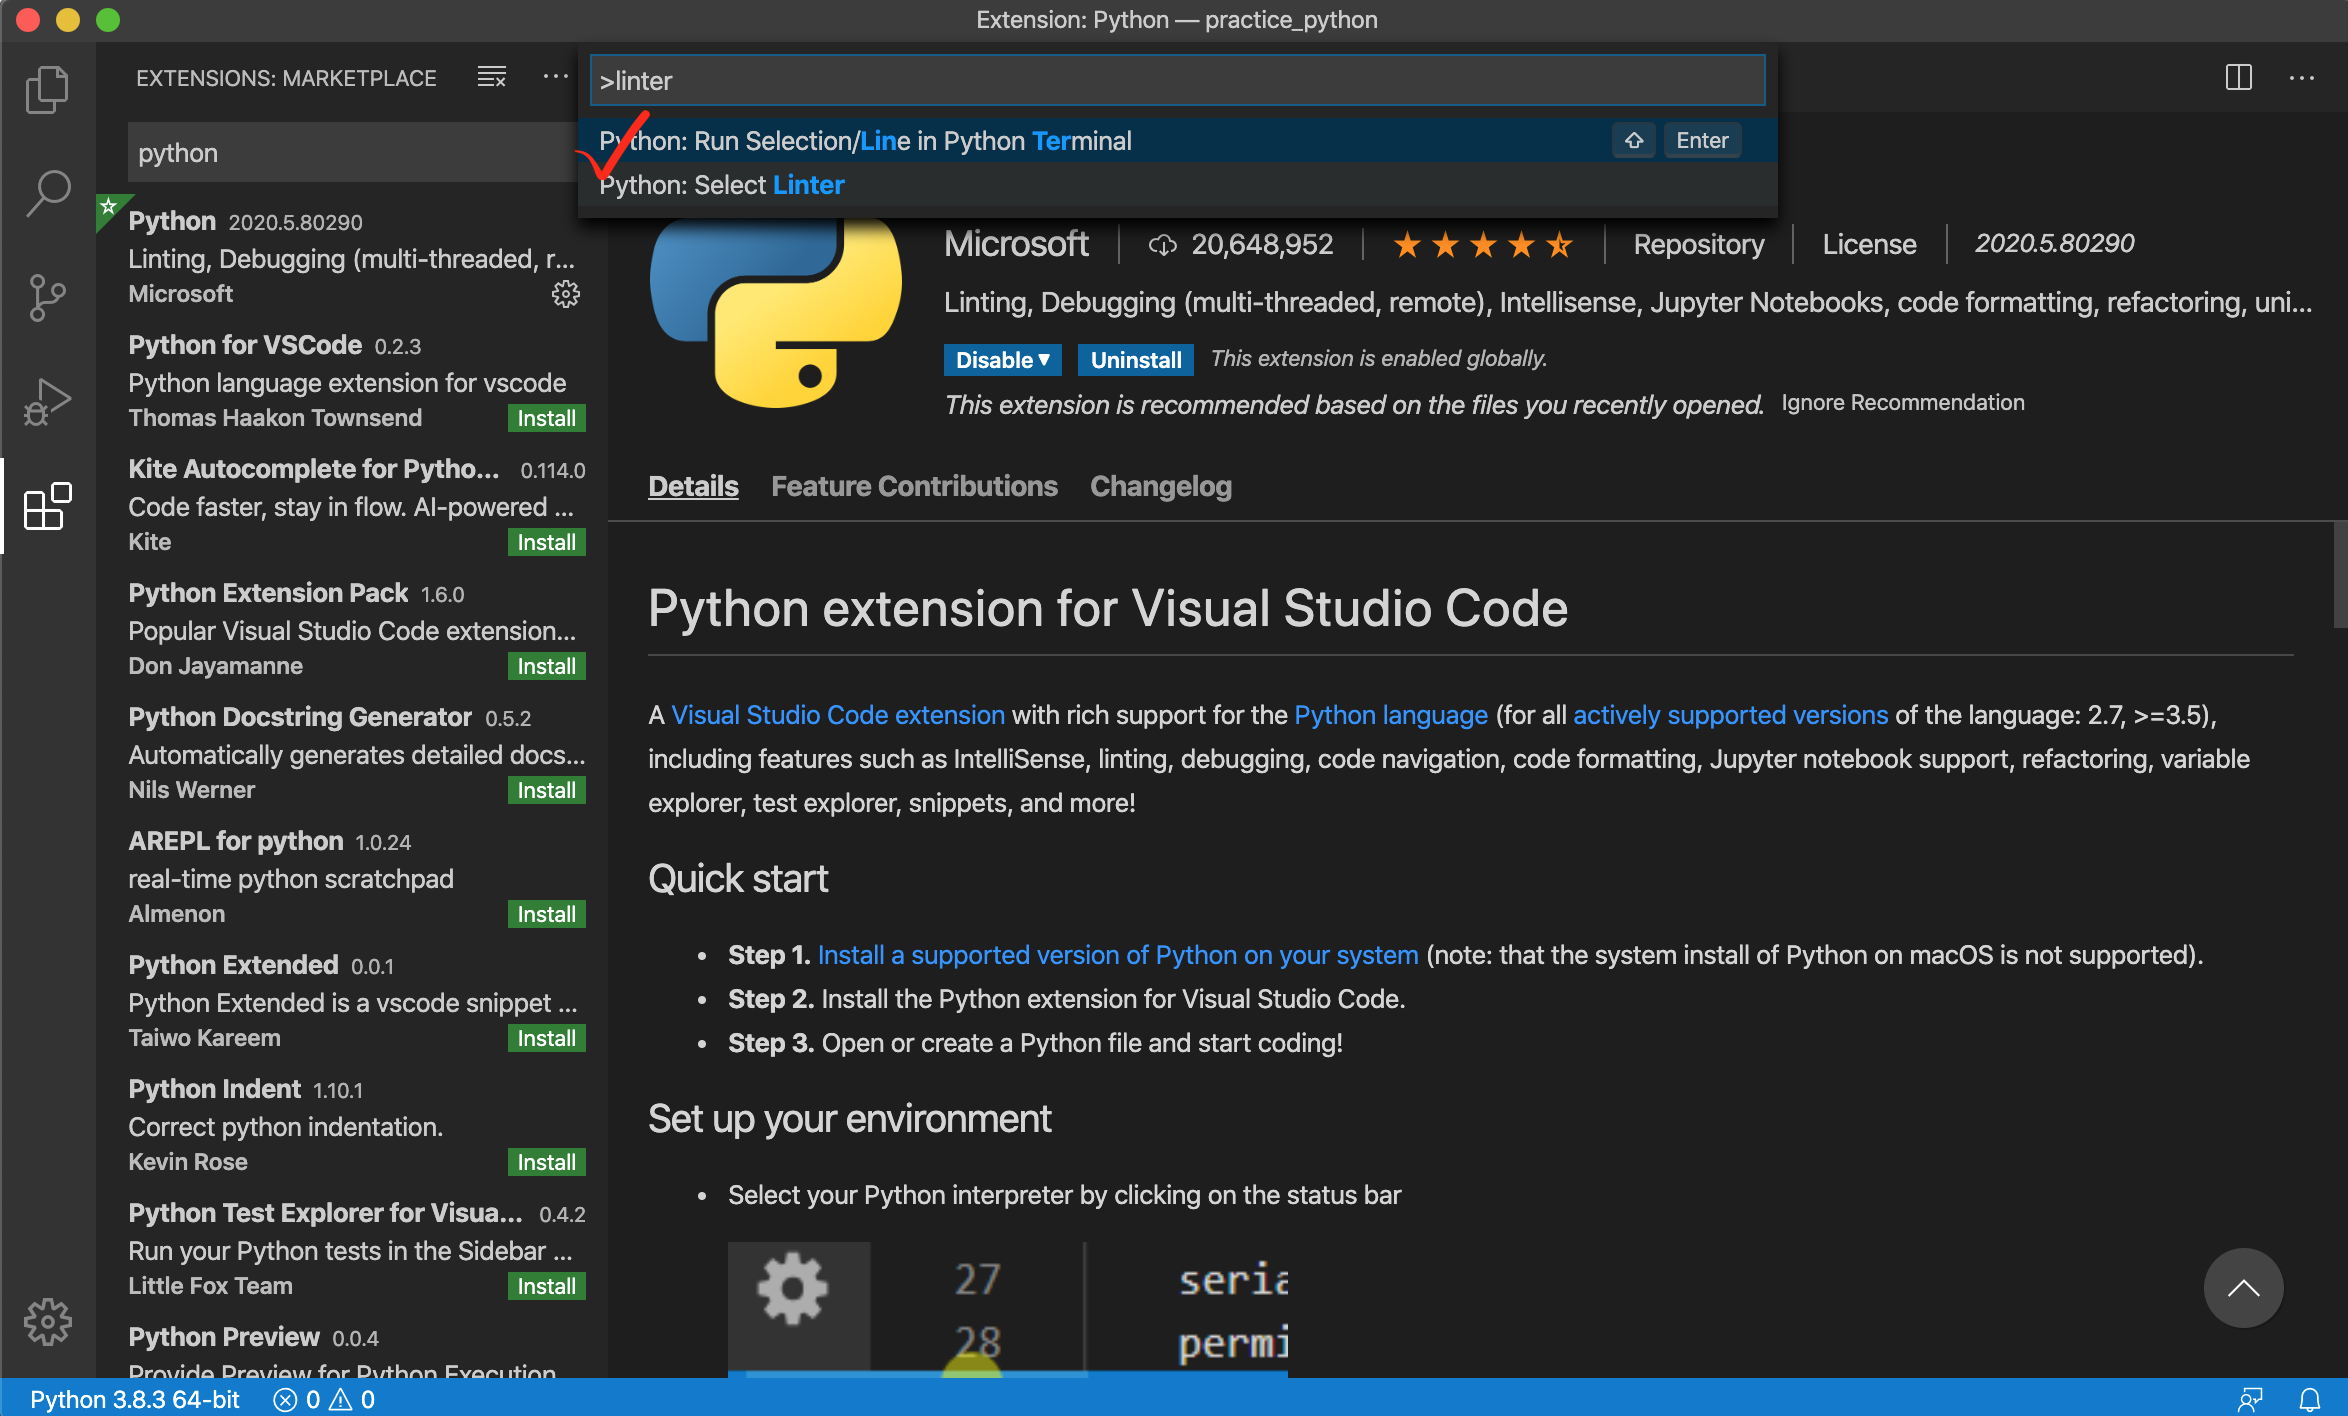 Extension: Python — practice_python
EXTENSIONS: MARKETPLACE
>linter
Python: Run Selection/Line in Python Terminal
Enter
Python: Select Linter
python
Python 2020.5.80290
Linting, Debugging (multi-threaded, r...
Microsoft
Python for VSCode 0.2.3
Python language extension for vscode
Thomas Haakon Townsend Install
Kite Autocomplete for Pytho... 0.114.0
Code faster, stay in flow. AI-powered ...
Kite Install
Python Extension Pack 1.6.0
Popular Visual Studio Code extension...
Don Jayamanne Install
Python Docstring Generator 0.5.2
Automatically generates detailed docs...
Nils Werner Install
AREPL for python 1.0.24
real-time python scratchpad
Almenon Install
Python Extended 0.0.1
Python Extended is a vscode snippet ...
Taiwo Kareem Install
Python Indent 1.10.1
Correct python indentation.
Kevin Rose Install
Python Test Explorer for Visua... 0.4.2
Run your Python tests in the Sidebar ...
Little Fox Team Install
Python Preview 0.0.4
Provide Preview for Python Execution
Microsoft 20,648,952 Repository License 2020.5.80290
Linting, Debugging (multi-threaded, remote), Intellisense, Jupyter Notebooks, code formatting, refactoring, uni...
Disable ▾ Uninstall This extension is enabled globally.
This extension is recommended based on the files you recently opened. Ignore Recommendation
Details Feature Contributions Changelog
Python extension for Visual Studio Code
A Visual Studio Code extension with rich support for the Python language (for all actively supported versions of the language: 2.7, >=3.5),
including features such as IntelliSense, linting, debugging, code navigation, code formatting, Jupyter notebook support, refactoring, variable
explorer, test explorer, snippets, and more!
Quick start
• Step 1. Install a supported version of Python on your system (note: that the system install of Python on macOS is not supported).
• Step 2. Install the Python extension for Visual Studio Code.
• Step 3. Open or create a Python file and start coding!
Set up your environment
• Select your Python interpreter by clicking on the status bar
27 seria
28 permi
Python 3.8.3 64-bit 0 0